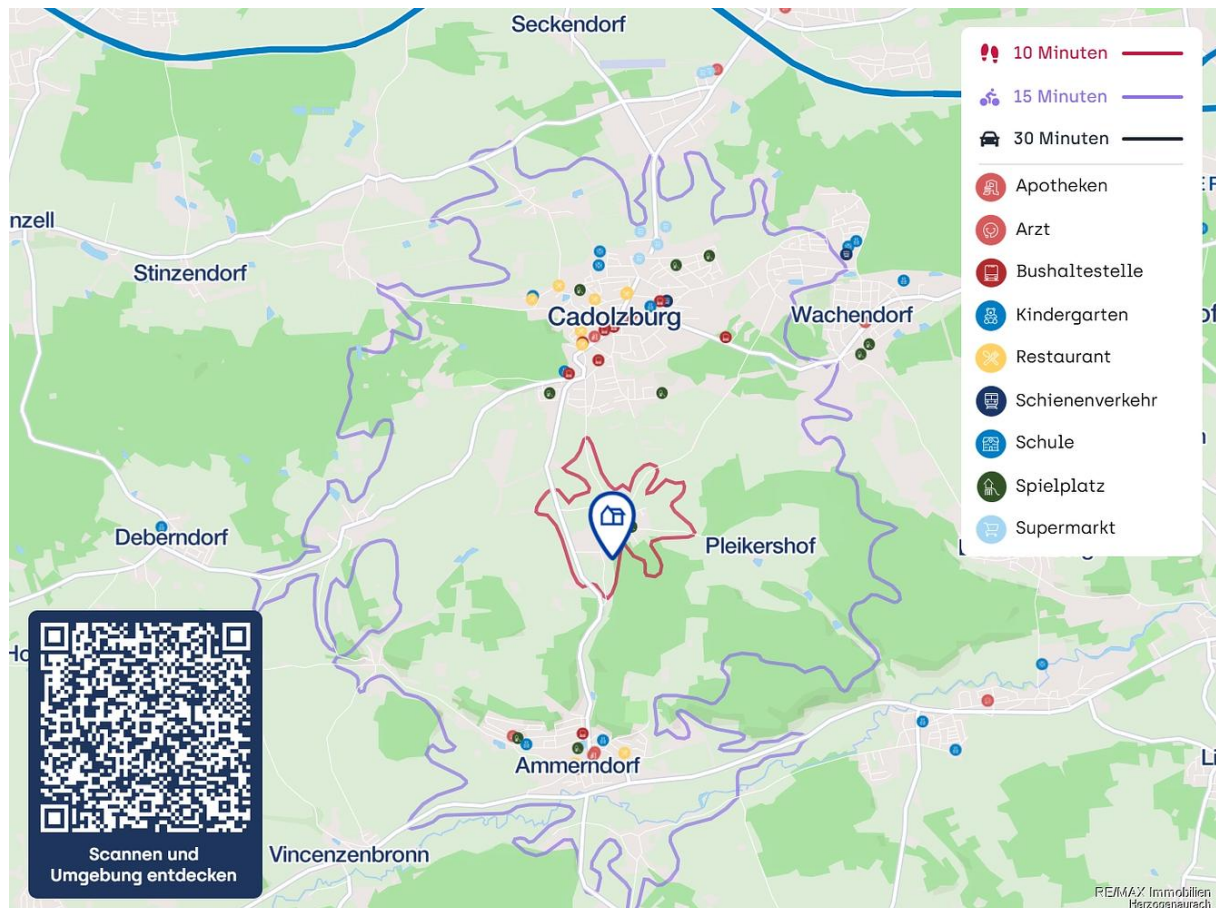 Seckendorf
10 Minuten
15 Minuten
30 Minuten
Apotheken
Arzt
Bushaltestelle
Kindergarten
Restaurant
Schienenverkehr
Schule
Spielplatz
Supermarkt
nzell
Stinzendorf
Cadolzburg
Wachendorf
Deberndorf
Pleikershof
Ammerndorf
Vincenzenbronn
Li
Scannen und
Umgebung entdecken
RE/MAX Immobilien
Herzogenaurach